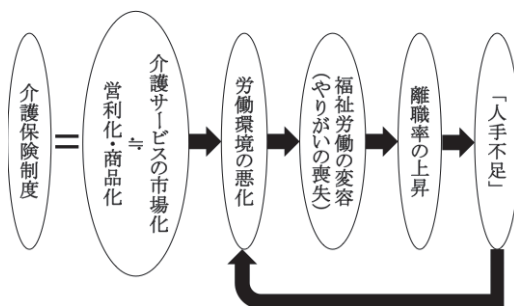 介護保険制度
＝
介護サービスの市場化
≒
営利化・商品化
労働環境の悪化
福祉労働の変容
（やりがいの喪失）
離職率の上昇
「人手不足」